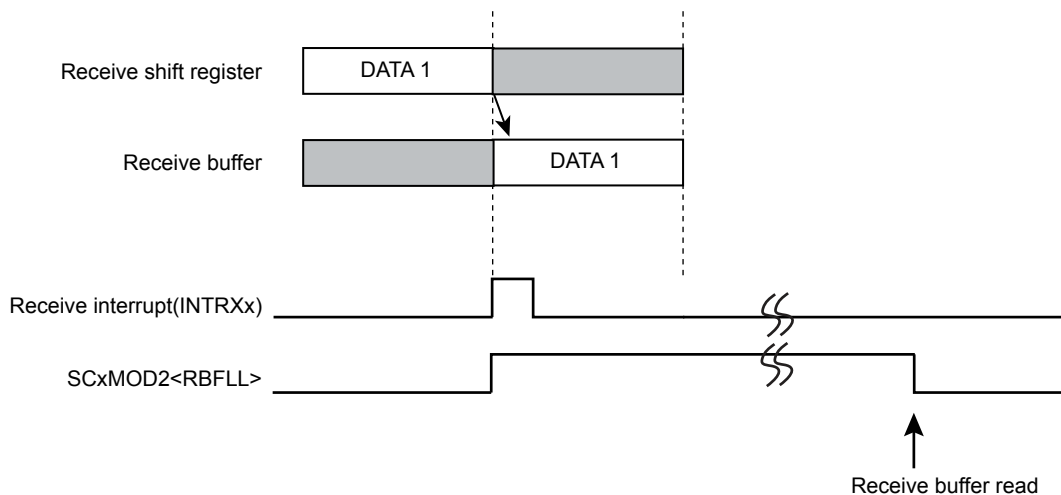 Receive shift register
DATA 1
Receive buffer
DATA 1
Receive interrupt(INTRXx)
SCxMOD2<RBFLL>
Receive buffer read